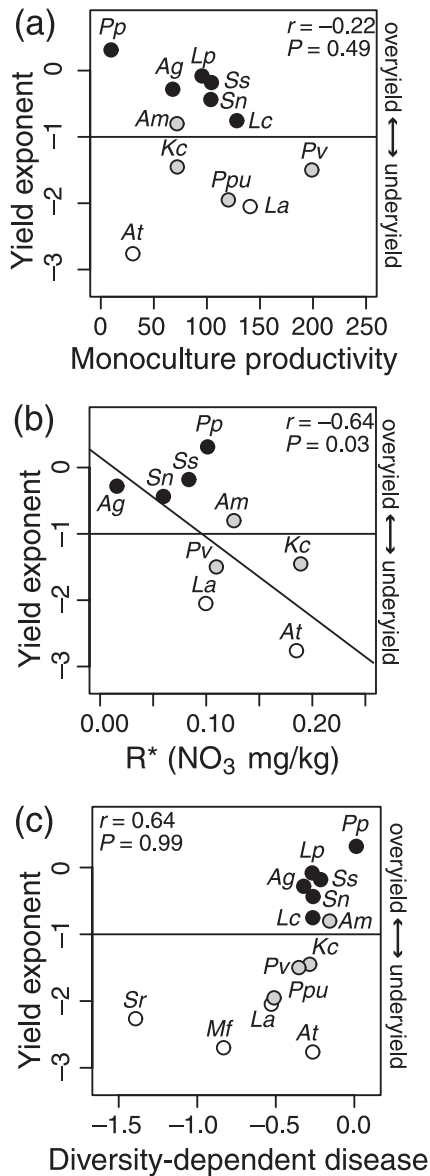 (a)
r = −0.22
P = 0.49
Pp
Lp
Ag
Ss
Sn
Am
Lc
Kc
Pv
Ppu
La
At
0
−1
−2
−3
Yield exponent
overyield
underyield
0 50 100 150 200 250
Monoculture productivity
(b)
r = −0.64
P = 0.03
Pp
Ss
Sn
Ag
Am
Pv
Kc
La
At
0
−1
−2
−3
Yield exponent
overyield
underyield
0.00 0.10 0.20
R* (NO3 mg/kg)
(c)
r = 0.64
P = 0.99
Pp
Lp
Ag
Ss
Sn
Lc
Am
Pv
Kc
Ppu
Sr
Mf
La
At
0
−1
−2
−3
Yield exponent
overyield
underyield
−1.5 −1.0 −0.5 0.0
Diversity-dependent disease